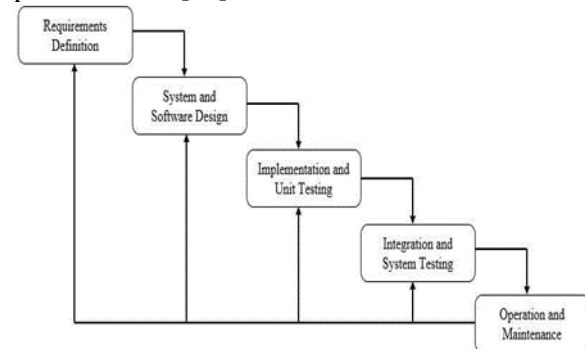 Requirements
Definition
System and
Software Design
Implementation and
Unit Testing
Integration and
System Testing
Operation and
Maintenance